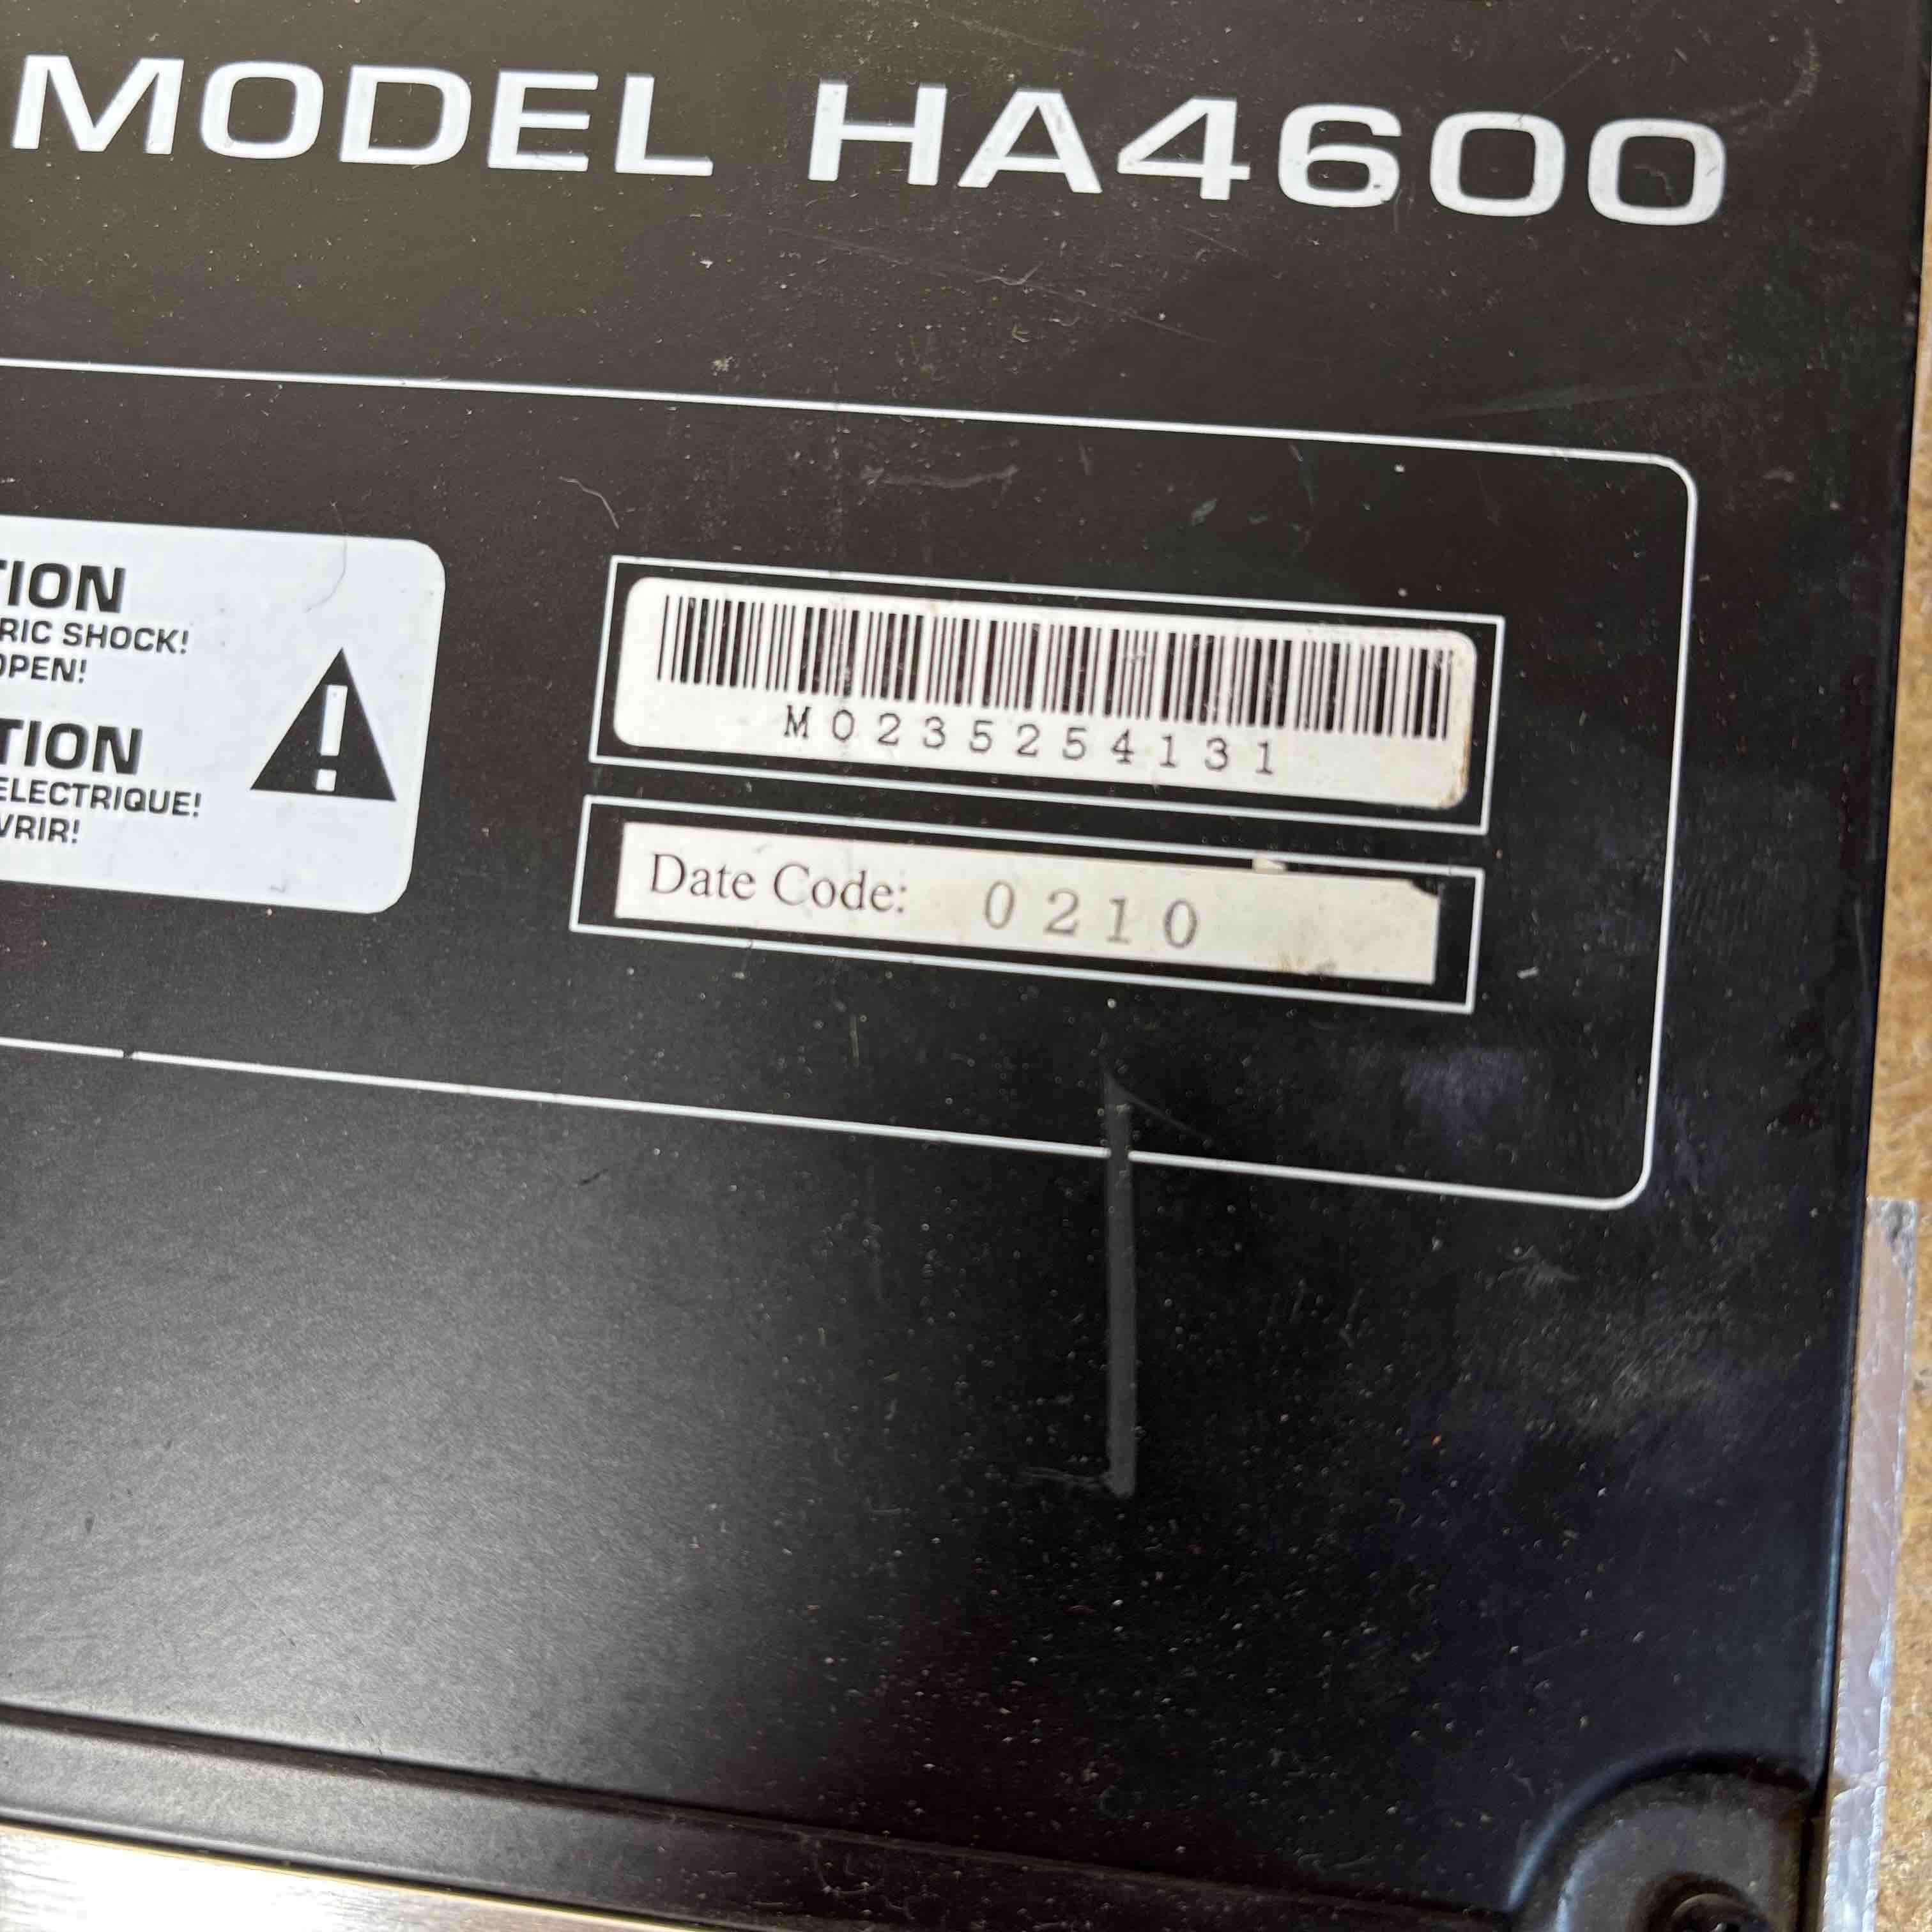 MODEL HA4600
TION
RIC SHOCK!
OPEN!
TION
ELECTRIQUE!
VRIR!
M0235254131
Date Code: 0210